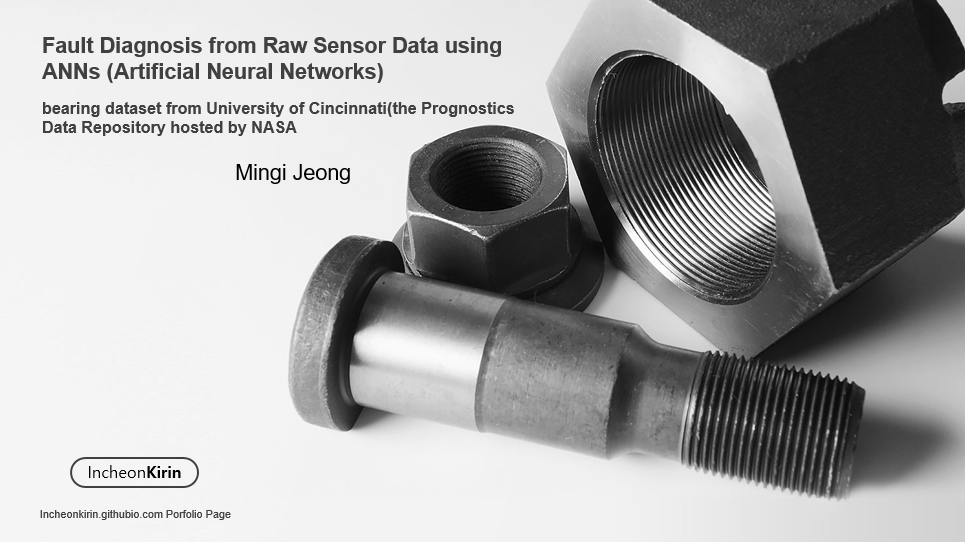 Fault Diagnosis from Raw Sensor Data using
ANNs (Artificial Neural Networks)
bearing dataset from University of Cincinnati(the Prognostics
Data Repository hosted by NASA
Mingi Jeong
IncheonKirin
Incheonkirin.githubio.com Porfolio Page